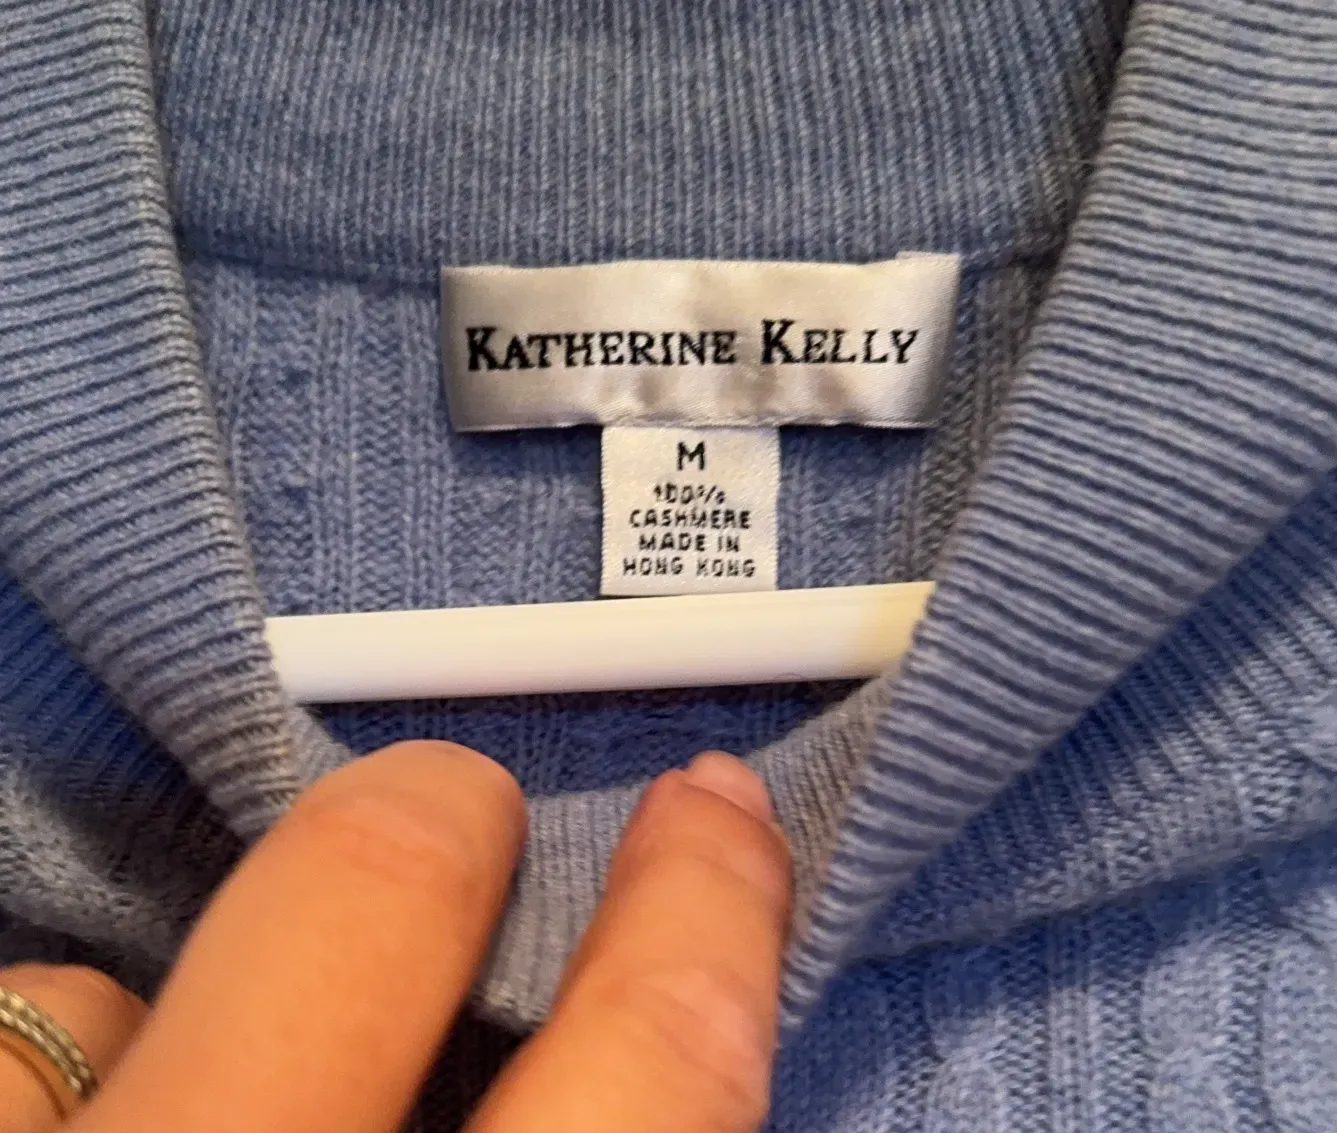 KATHERINE KELLY
M
100%
CASHMERE
MADE IN
HONG KONG